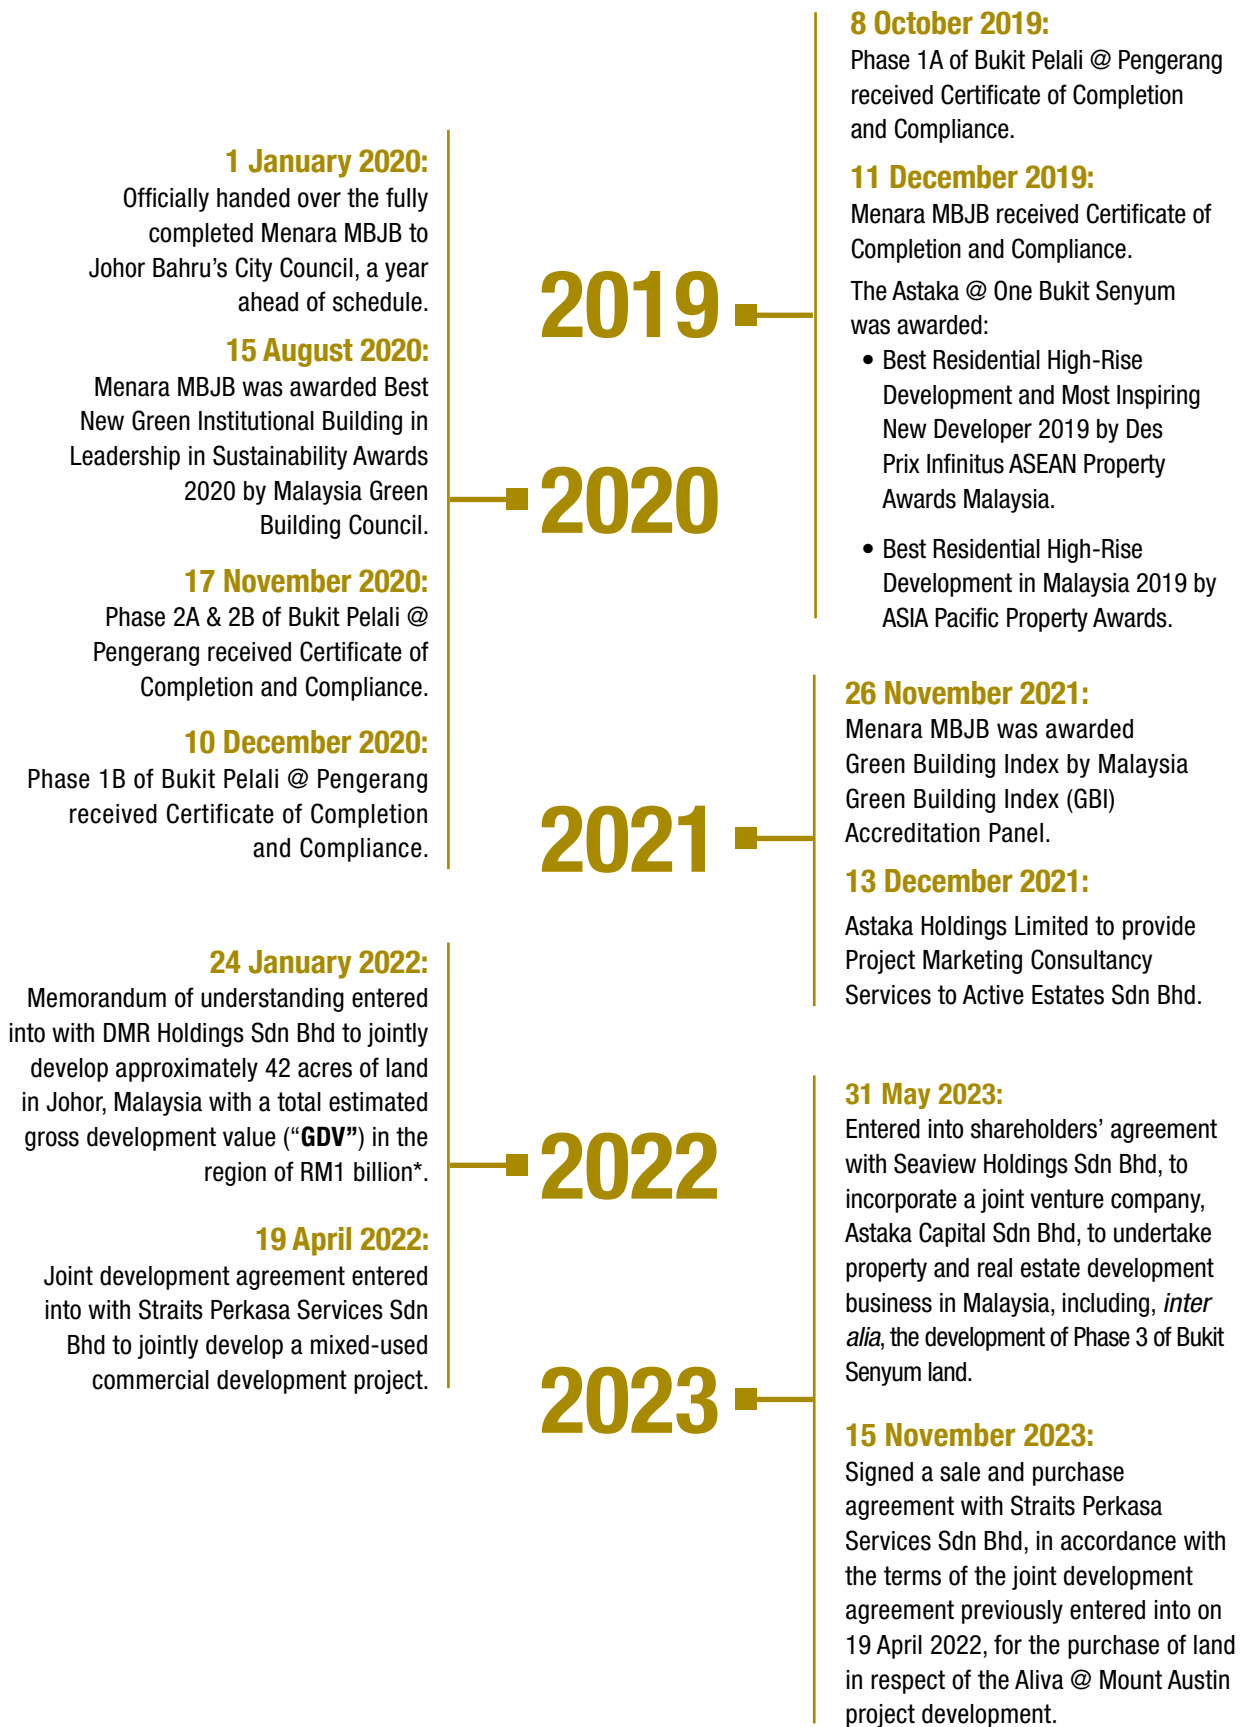 2019
8 October 2019:
Phase 1A of Bukit Pelali @ Pengerang
received Certificate of Completion
and Compliance.
11 December 2019:
Menara MBJB received Certificate of
Completion and Compliance.
The Astaka @ One Bukit Senyum
was awarded:
• Best Residential High-Rise
Development and Most Inspiring
New Developer 2019 by Des
Prix Infinitus ASEAN Property
Awards Malaysia.
• Best Residential High-Rise
Development in Malaysia 2019 by
ASIA Pacific Property Awards.
2020
1 January 2020:
Officially handed over the fully
completed Menara MBJB to
Johor Bahru’s City Council, a year
ahead of schedule.
15 August 2020:
Menara MBJB was awarded Best
New Green Institutional Building in
Leadership in Sustainability Awards
2020 by Malaysia Green
Building Council.
17 November 2020:
Phase 2A & 2B of Bukit Pelali @
Pengerang received Certificate of
Completion and Compliance.
10 December 2020:
Phase 1B of Bukit Pelali @ Pengerang
received Certificate of Completion
and Compliance.
2021
26 November 2021:
Menara MBJB was awarded
Green Building Index by Malaysia
Green Building Index (GBI)
Accreditation Panel.
13 December 2021:
Astaka Holdings Limited to provide
Project Marketing Consultancy
Services to Active Estates Sdn Bhd.
2022
24 January 2022:
Memorandum of understanding entered
into with DMR Holdings Sdn Bhd to jointly
develop approximately 42 acres of land
in Johor, Malaysia with a total estimated
gross development value (“GDV”) in the
region of RM1 billion*.
19 April 2022:
Joint development agreement entered
into with Straits Perkasa Services Sdn
Bhd to jointly develop a mixed-used
commercial development project.
2023
31 May 2023:
Entered into shareholders’ agreement
with Seaview Holdings Sdn Bhd, to
incorporate a joint venture company,
Astaka Capital Sdn Bhd, to undertake
property and real estate development
business in Malaysia, including, inter
alia, the development of Phase 3 of Bukit
Senyum land.
15 November 2023:
Signed a sale and purchase
agreement with Straits Perkasa
Services Sdn Bhd, in accordance with
the terms of the joint development
agreement previously entered into on
19 April 2022, for the purchase of land
in respect of the Aliva @ Mount Austin
project development.